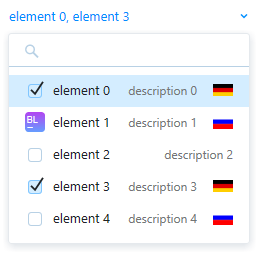 element 0, element 3
element 0 description 0
BL element 1 description 1
element 2 description 2
element 3 description 3
element 4 description 4